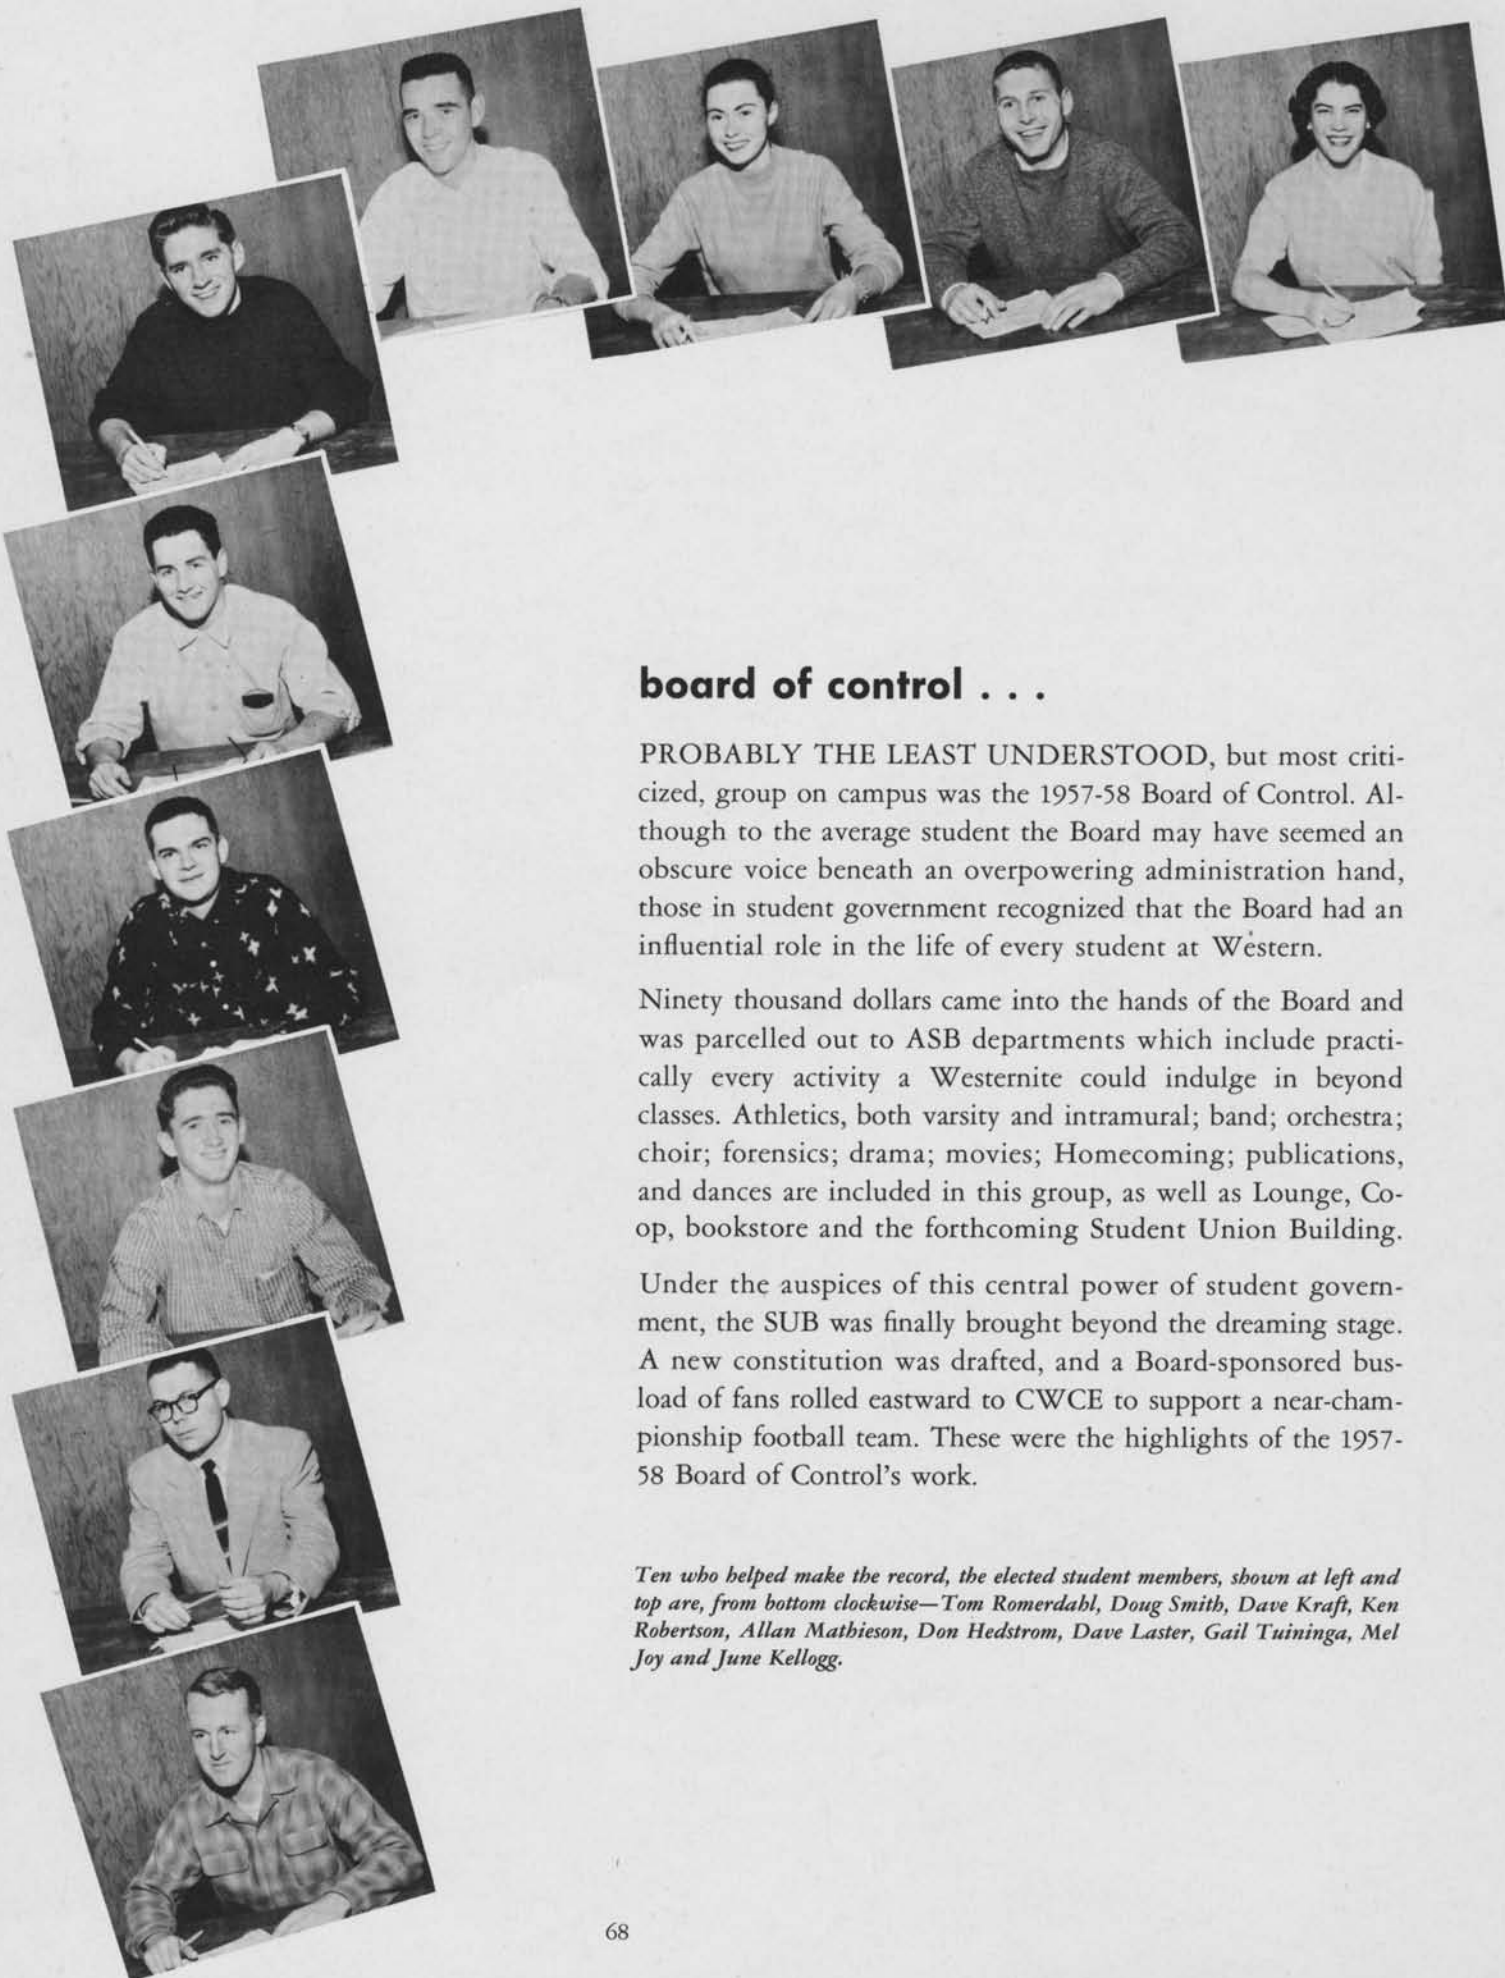 board of control . . .
PROBABLY THE LEAST UNDERSTOOD, but most criti-
cized, group on campus was the 1957-58 Board of Control. Al-
though to the average student the Board may have seemed an
obscure voice beneath an overpowering administration hand,
those in student government recognized that the Board had an
influential role in the life of every student at Western.
Ninety thousand dollars came into the hands of the Board and
was parcelled out to ASB departments which include practi-
cally every activity a Westernite could indulge in beyond
classes. Athletics, both varsity and intramural; band; orchestra;
choir; forensics; drama; movies; Homecoming; publications,
and dances are included in this group, as well as Lounge, Co-
op, bookstore and the forthcoming Student Union Building.
Under the auspices of this central power of student govern-
ment, the SUB was finally brought beyond the dreaming stage.
A new constitution was drafted, and a Board-sponsored bus-
load of fans rolled eastward to CWCE to support a near-cham-
pionship football team. These were the highlights of the 1957-
58 Board of Control's work.
Ten who helped make the record, the elected student members, shown at left and
top are, from bottom clockwise—Tom Romerdahl, Doug Smith, Dave Kraft, Ken
Robertson, Allan Mathieson, Don Hedstrom, Dave Laster, Gail Tuininga, Mel
Joy and June Kellogg.
68